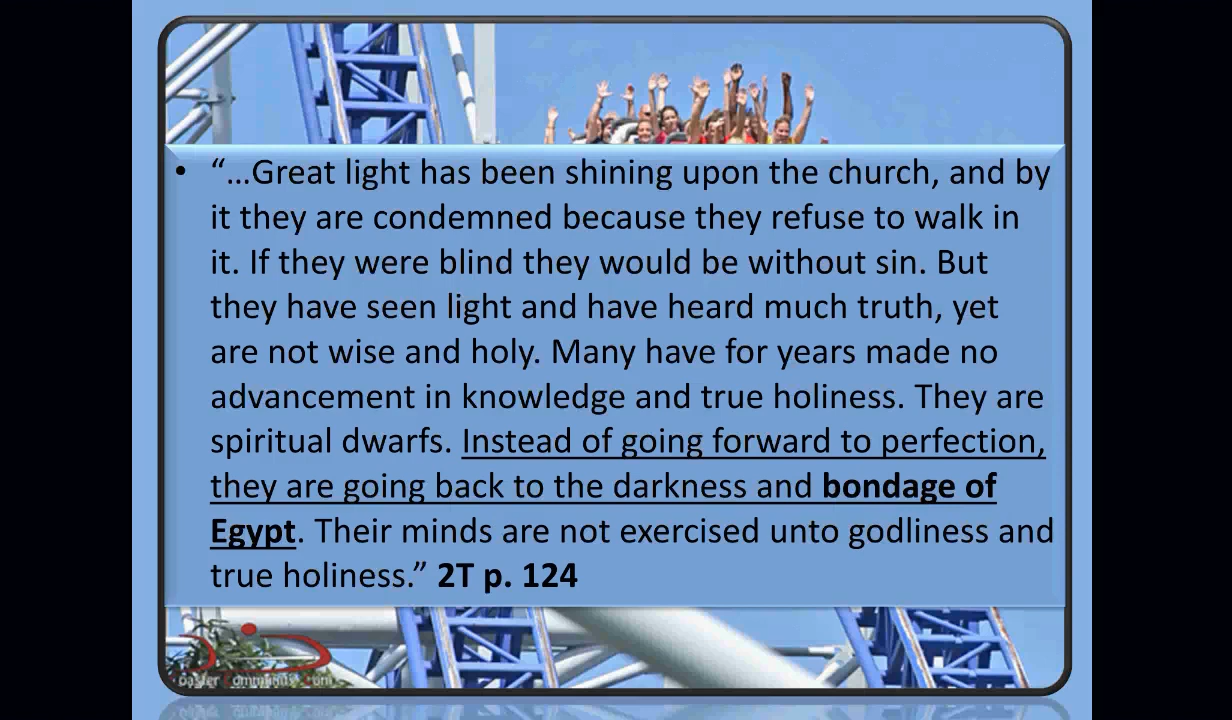 • “...Great light has been shining upon the church, and by
it they are condemned because they refuse to walk in
it. If they were blind they would be without sin. But
they have seen light and have heard much truth, yet
are not wise and holy. Many have for years made no
advancement in knowledge and true holiness. They are
spiritual dwarfs. Instead of going forward to perfection,
they are going back to the darkness and bondage of
Egypt. Their minds are not exercised unto godliness and
true holiness.” 2T p. 124